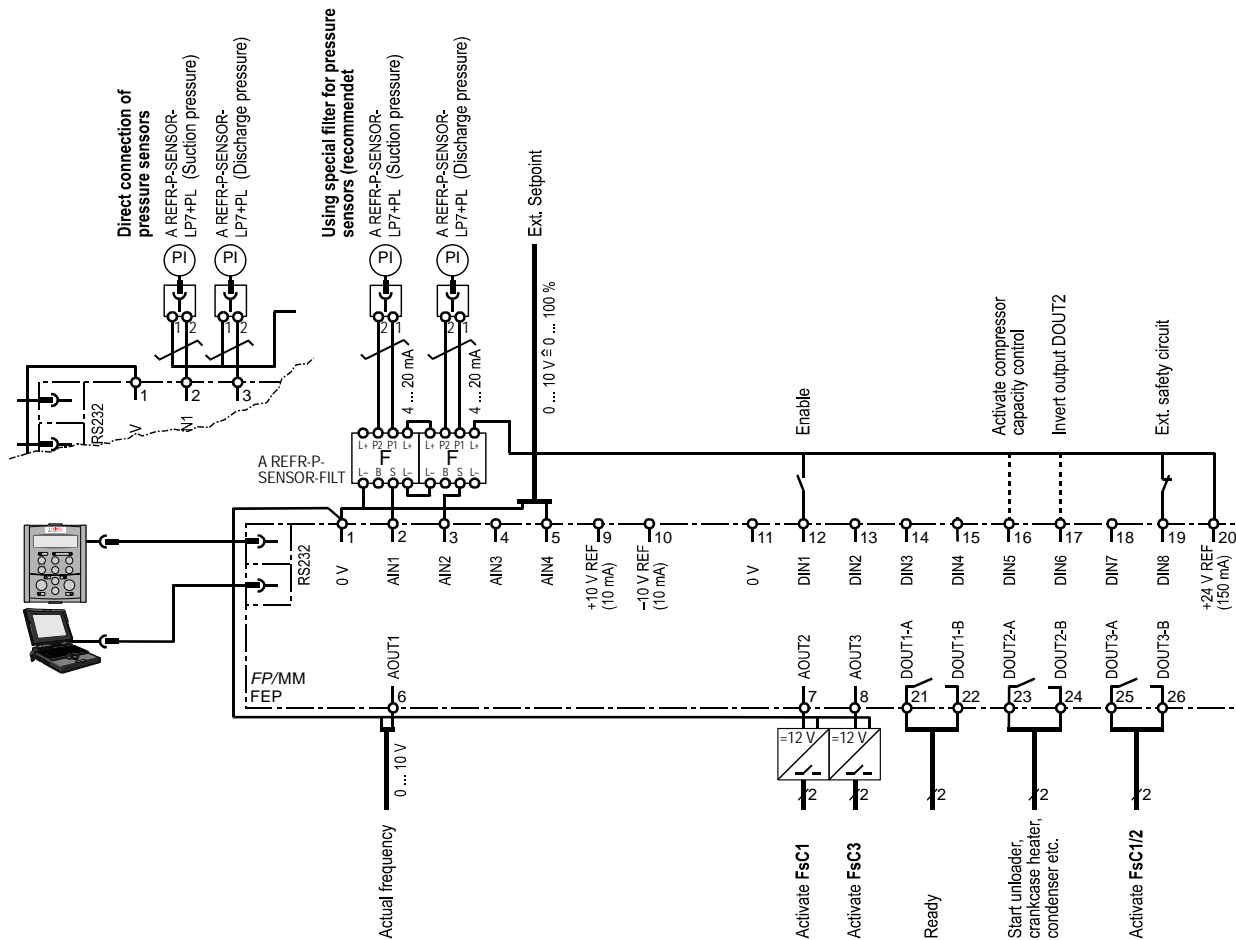 Direct connection of
pressure sensors
A REFR-P-SENSOR-
LP7+PL (Suction pressure)
A REFR-P-SENSOR-
LP7+PL (Discharge pressure)
PI
PI
1
2
1
2
RS232
1
2
3
V
N1
Using special filter for pressure
sensors (recommendet
A REFR-P-SENSOR-
LP7+PL (Suction pressure)
A REFR-P-SENSOR-
LP7+PL (Discharge pressure)
PI
PI
2
1
2
1
4 ... 20 mA
4 ... 20 mA
Ext. Setpoint
0 ... 10 V ≙ 0 ... 100 %
A REFR-P-
SENSOR-FILT
L+ P2 P1 L+
F
L– B S L–
L+ P2 P1 L+
F
L– B S L–
Enable
Activate compressor
capacity control
Invert output DOUT2
Ext. safety circuit
RS232
1
0 V
2
AIN1
3
AIN2
4
AIN3
5
AIN4
9
+10 V REF
(10 mA)
10
–10 V REF
(10 mA)
11
0 V
12
DIN1
13
DIN2
14
DIN3
15
DIN4
16
DIN5
17
DIN6
18
DIN7
19
DIN8
20
+24 V REF
(150 mA)
FP/MM
FEP
AOUT1
6
AOUT2
7
AOUT3
8
DOUT1-A
21
DOUT1-B
22
DOUT2-A
23
DOUT2-B
24
DOUT3-A
25
DOUT3-B
26
=12 V
=12 V
0 ... 10 V
2
2
2
2
2
Actual frequency
Activate FsC1
Activate FsC3
Ready
Start unloader,
crankcase heater,
condenser etc.
Activate FsC1/2